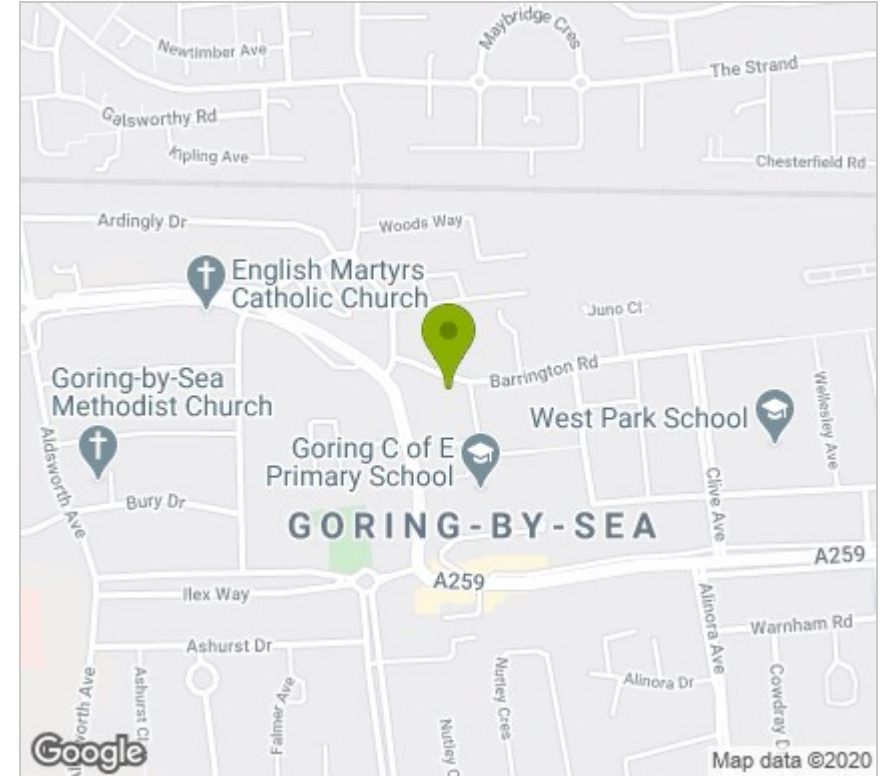 Maybridge Cres
Newtimber Ave
The Strand
Galsworthy Rd
Kipling Ave
Chesterfield Rd
Ardingly Dr
Woods Way
English Martyrs
Catholic Church
Juno Cl
Barrington Rd
Goring-by-Sea
Methodist Church
West Park School
Wellesley Ave
Aldsworth Ave
Goring C of E
Primary School
Clive Ave
Bury Dr
GORING-BY-SEA
A259
A259
Ilex Way
Alinora Ave
Warnham Rd
Ashurst Dr
Nutley Cres
Alinora Dr
Ashurst Cl
Falmer Ave
Cowdray D
worth Ave
Nutley C
Google
Map data ©2020